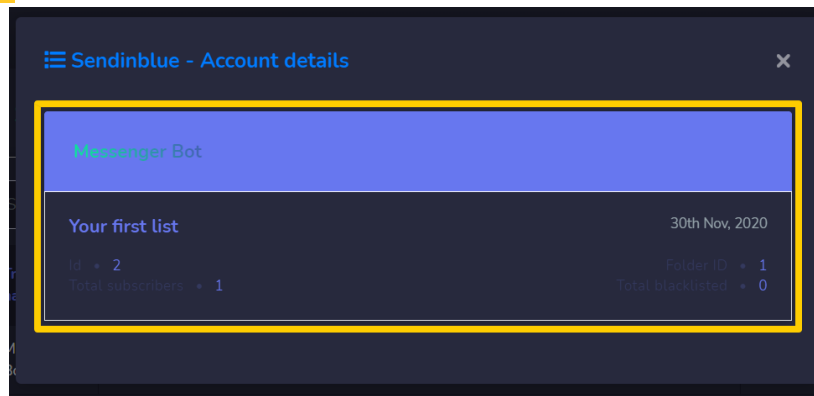 Sendinblue - Account details
Messenger Bot
Your first list
30th Nov, 2020
Id • 2
Folder ID • 1
Total subscribers • 1
Total blacklisted • 0